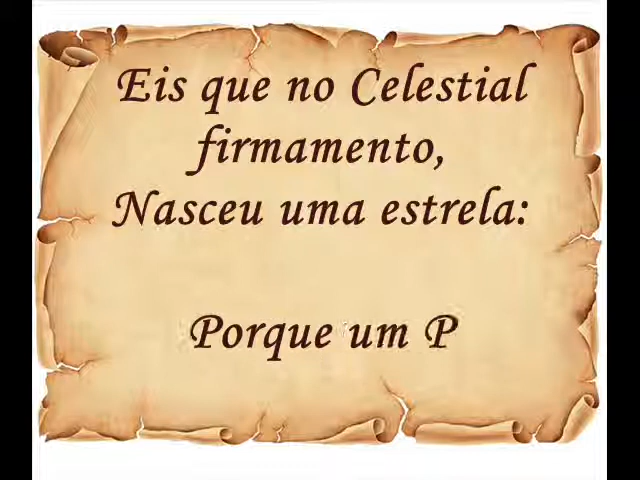 Eis que no Celestial
firmamento,
Nasceu uma estrela:
Porque um P